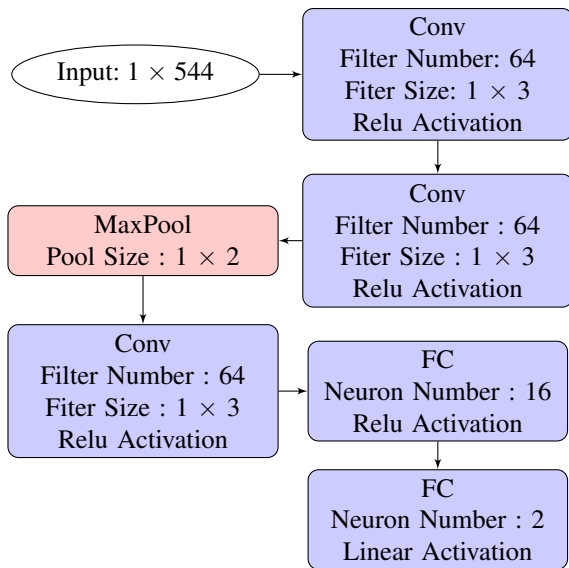 Input: 1 × 544
Conv
Filter Number: 64
Fiter Size: 1 × 3
Relu Activation
Conv
Filter Number : 64
Fiter Size : 1 × 3
Relu Activation
MaxPool
Pool Size : 1 × 2
Conv
Filter Number : 64
Fiter Size : 1 × 3
Relu Activation
FC
Neuron Number : 16
Relu Activation
FC
Neuron Number : 2
Linear Activation